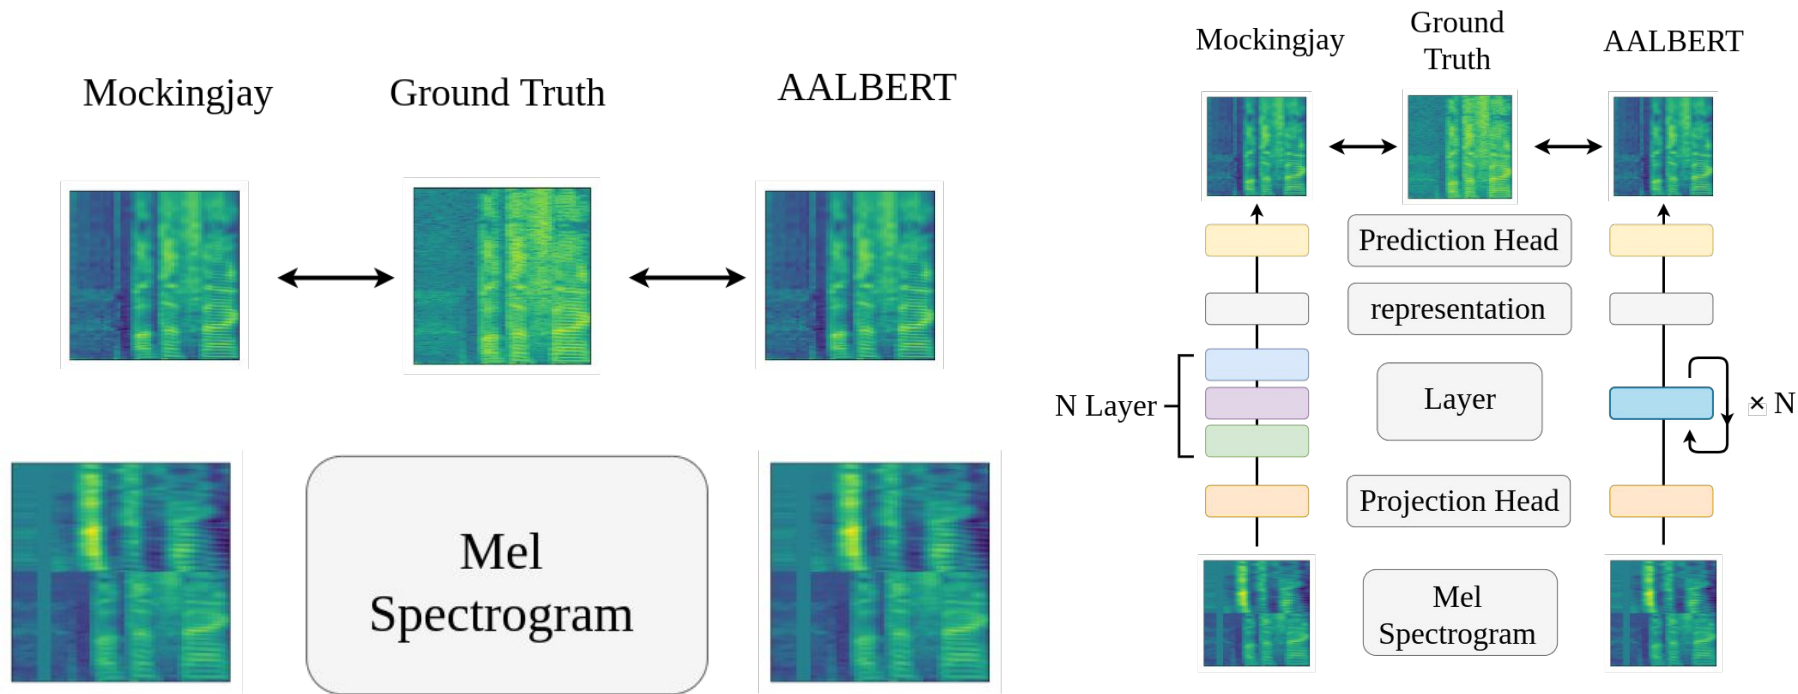 Mockingjay
Ground Truth
AALBERT
Mel
Spectrogram
Mockingjay
Ground
Truth
AALBERT
Prediction Head
representation
N Layer
Layer
× N
Projection Head
Mel
Spectrogram